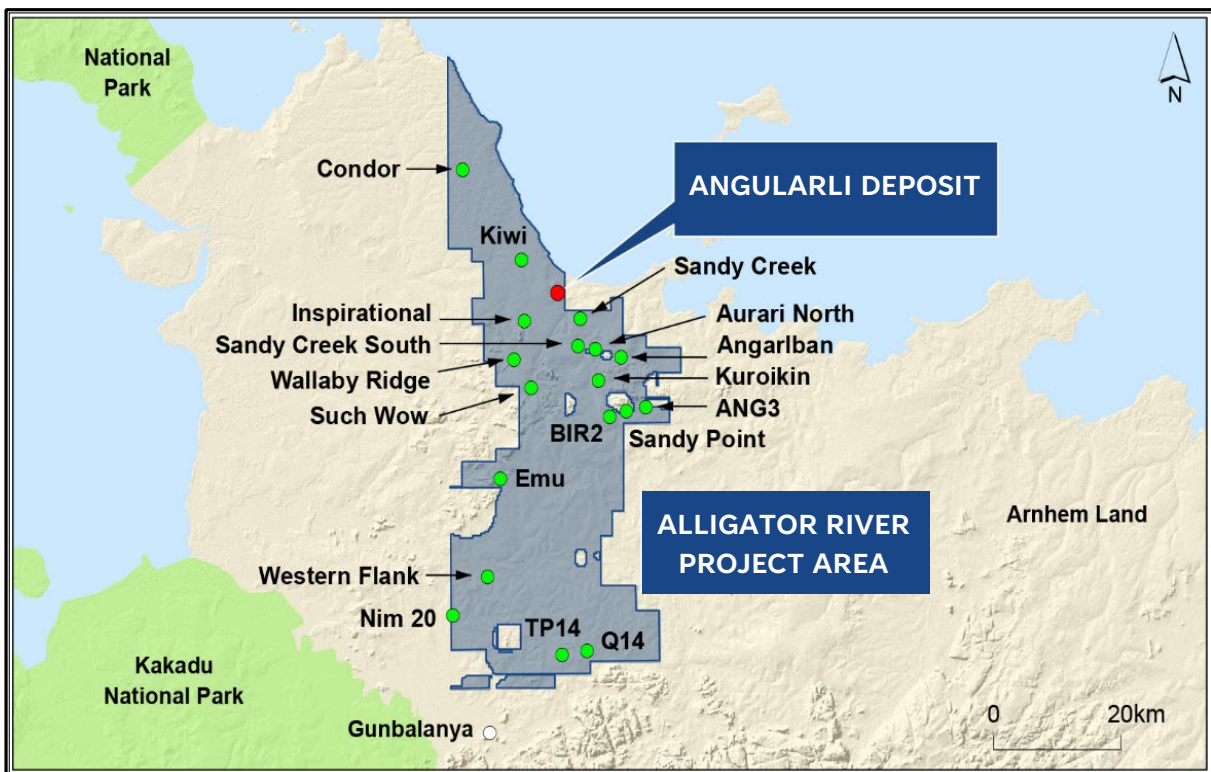 National
Park
N
Condor
ANGULARLI DEPOSIT
Kiwi
Sandy Creek
Inspirational
Aurari North
Sandy Creek South
Angarlban
Wallaby Ridge
Kuroikin
Such Wow
ANG3
BIR2
Sandy Point
Emu
ALLIGATOR RIVER
PROJECT AREA
Arnhem Land
Western Flank
Nim 20
TP14
Q14
Kakadu
National Park
Gunbalanya
0
20km